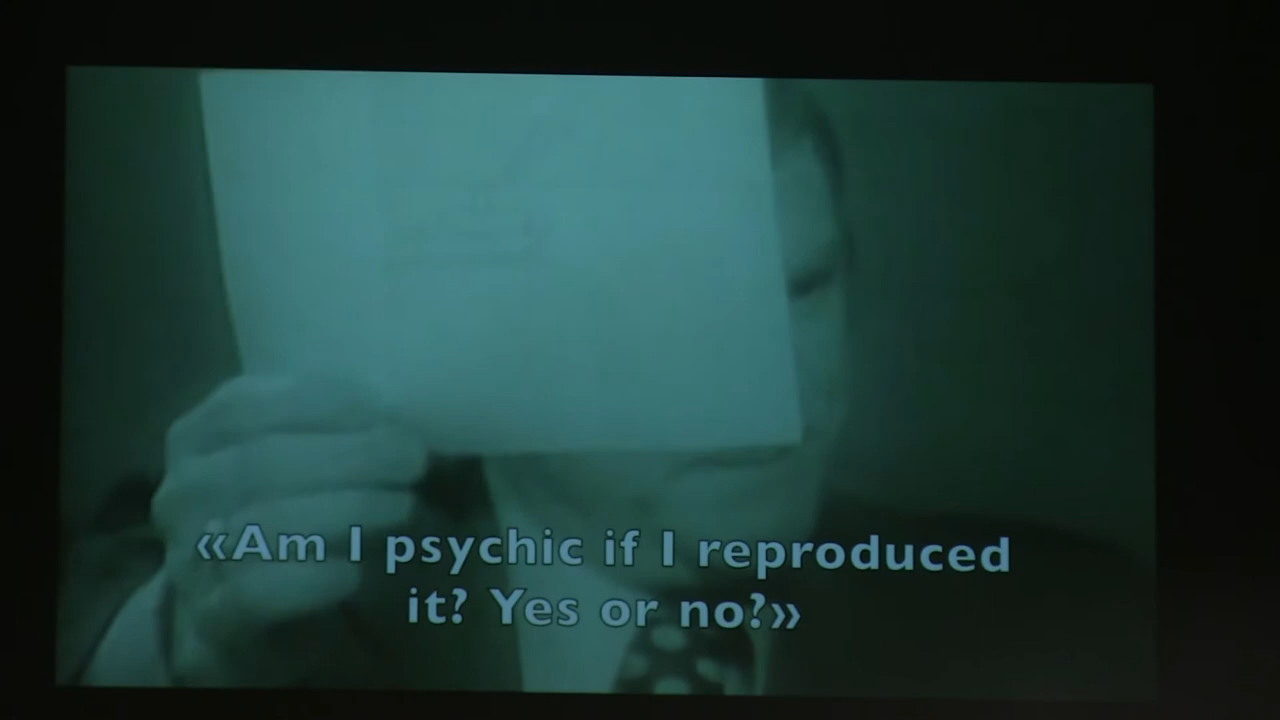 «Am I psychic if I reproduced
it? Yes or no?»